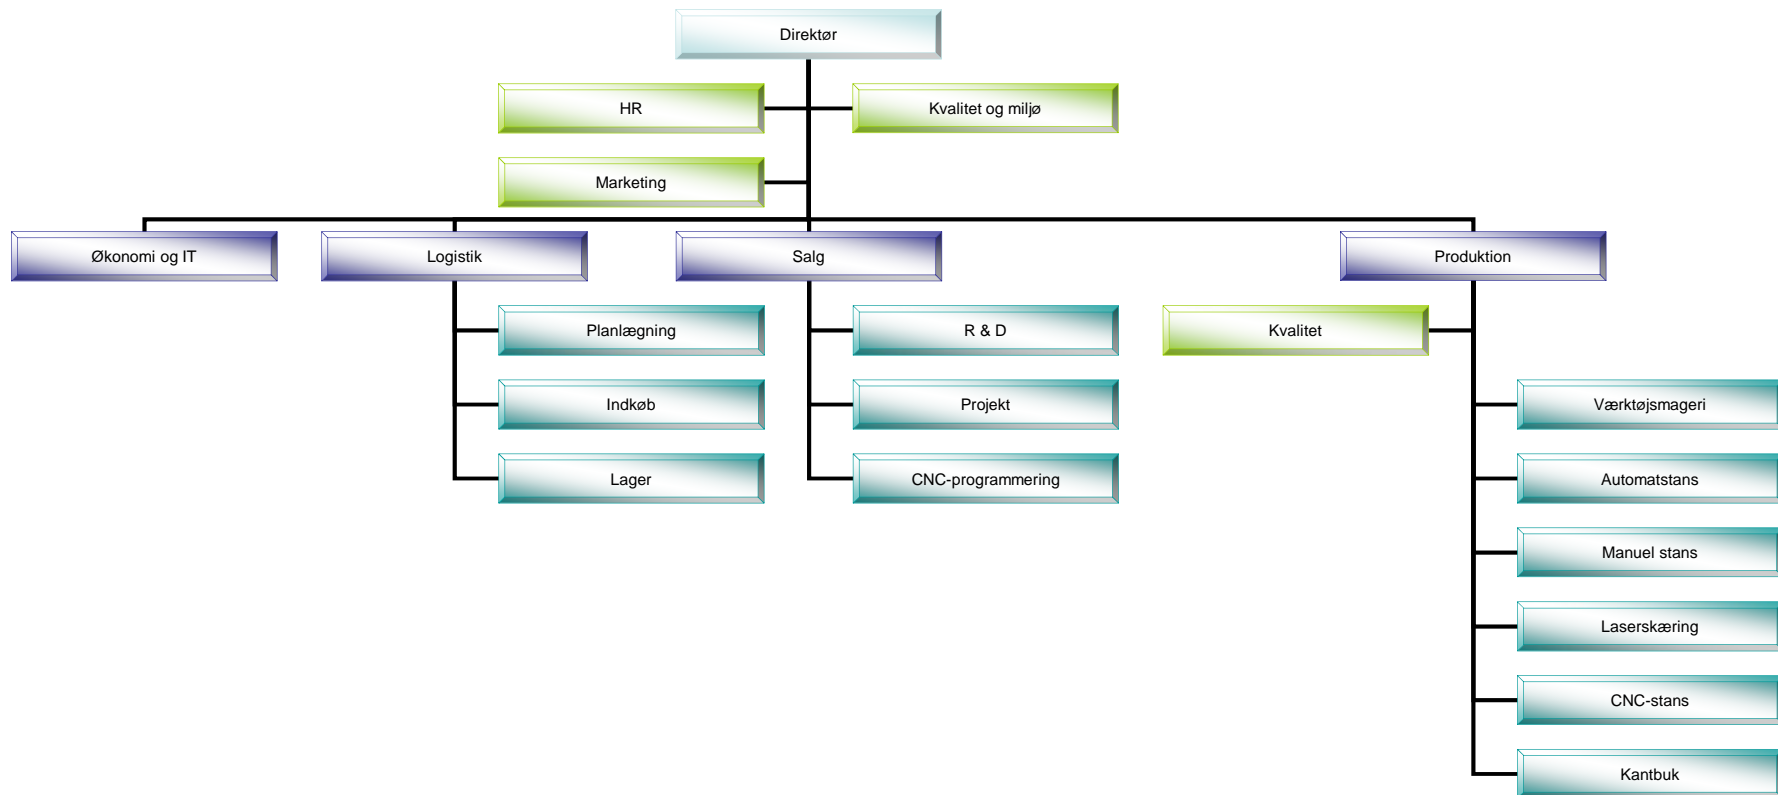 Direktør
HR
Kvalitet og miljø
Marketing
Økonomi og IT
Logistik
Salg
Produktion
Planlægning
R & D
Kvalitet
Indkøb
Projekt
Værktøjsmageri
Lager
CNC-programmering
Automatstans
Manuel stans
Laserskæring
CNC-stans
Kantbuk